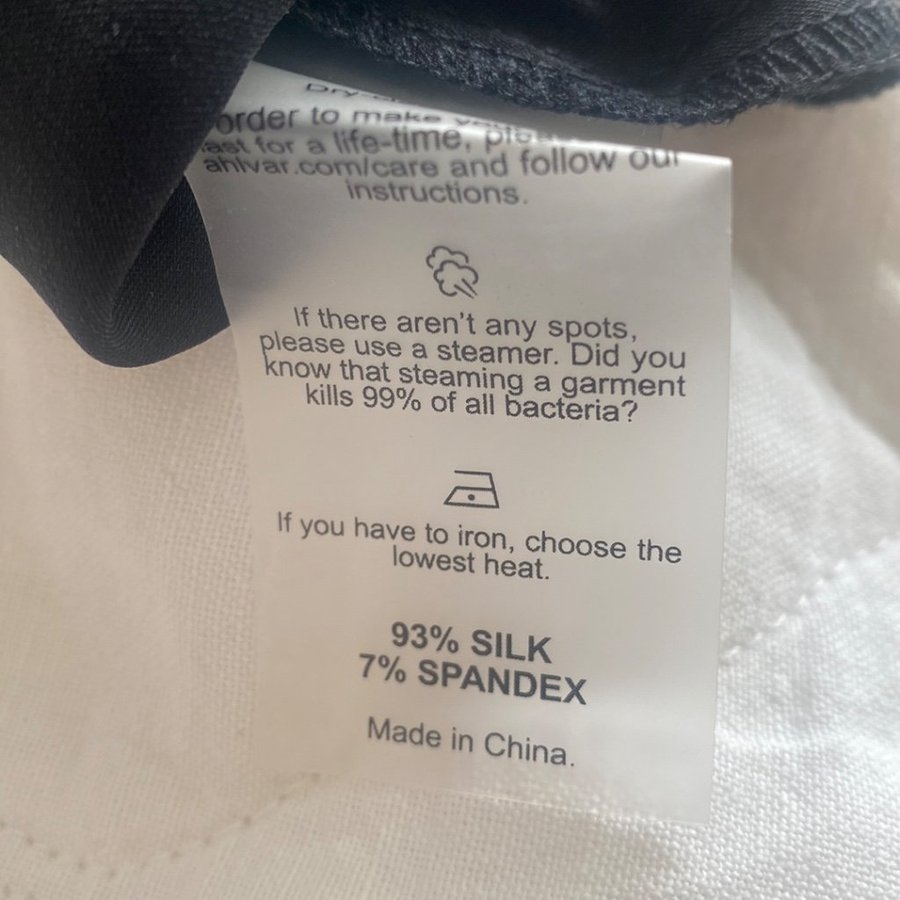 order to make
last for a life-time, please
ahlvar.com/care and follow our
instructions.
If there aren't any spots,
please use a steamer. Did you
know that steaming a garment
kills 99% of all bacteria?
If you have to iron, choose the
lowest heat.
93% SILK
7% SPANDEX
Made in China.